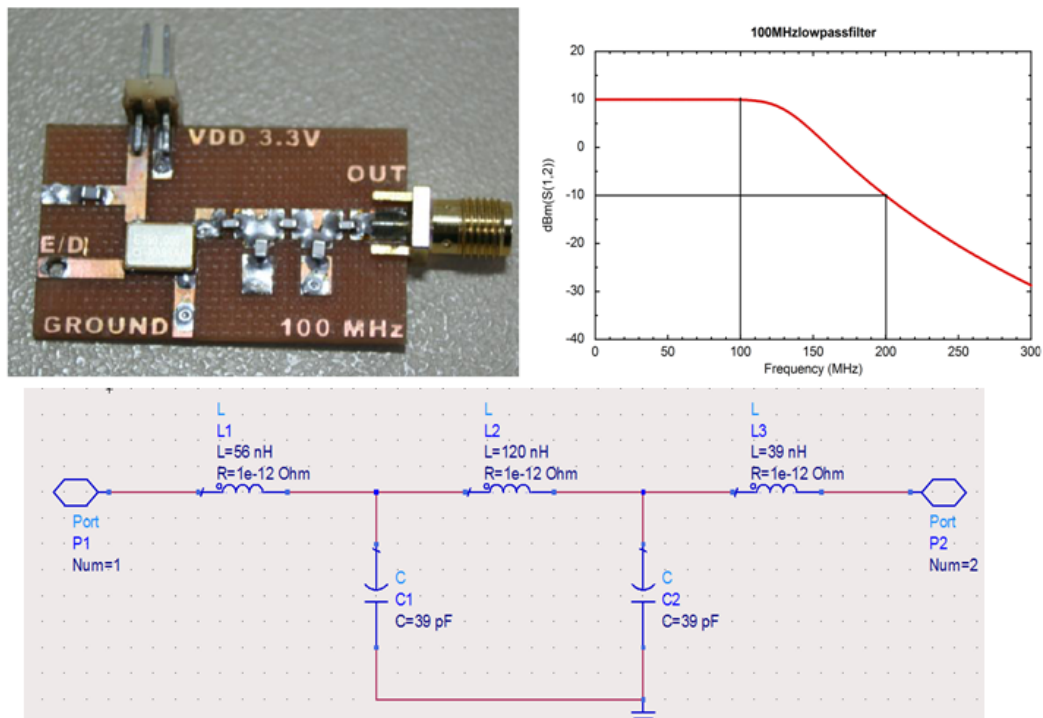 VDD 3.3V
OUT
E/D
GROUND
100 MHz
100MHzlowpassfilter
dBm(S(1,2))
20
10
0
-10
-20
-30
-40
0 50 100 150 200 250 300
Frequency (MHz)
L
L1
L=56 nH
R=1e-12 Ohm
L
L2
L=120 nH
R=1e-12 Ohm
L
L3
L=39 nH
R=1e-12 Ohm
Port
P1
Num=1
C
C1
C=39 pF
C
C2
C=39 pF
Port
P2
Num=2